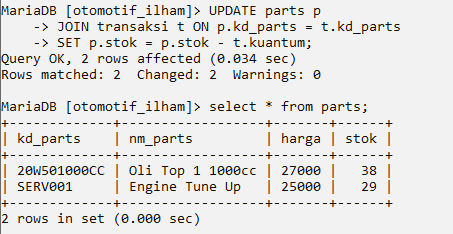 MariaDB [otomotif_ilham]> UPDATE parts p
    -> JOIN transaksi t ON p.kd_parts = t.kd_parts
    -> SET p.stok = p.stok - t.kuantum;
Query OK, 2 rows affected (0.034 sec)
Rows matched: 2  Changed: 2  Warnings: 0

MariaDB [otomotif_ilham]> select * from parts;
+-------------+------------------+-------+------+
| kd_parts    | nm_parts         | harga | stok |
+-------------+------------------+-------+------+
| 20W501000CC | Oli Top 1 1000cc | 27000 |   38 |
| SERV001     | Engine Tune Up   | 25000 |   29 |
+-------------+------------------+-------+------+
2 rows in set (0.000 sec)